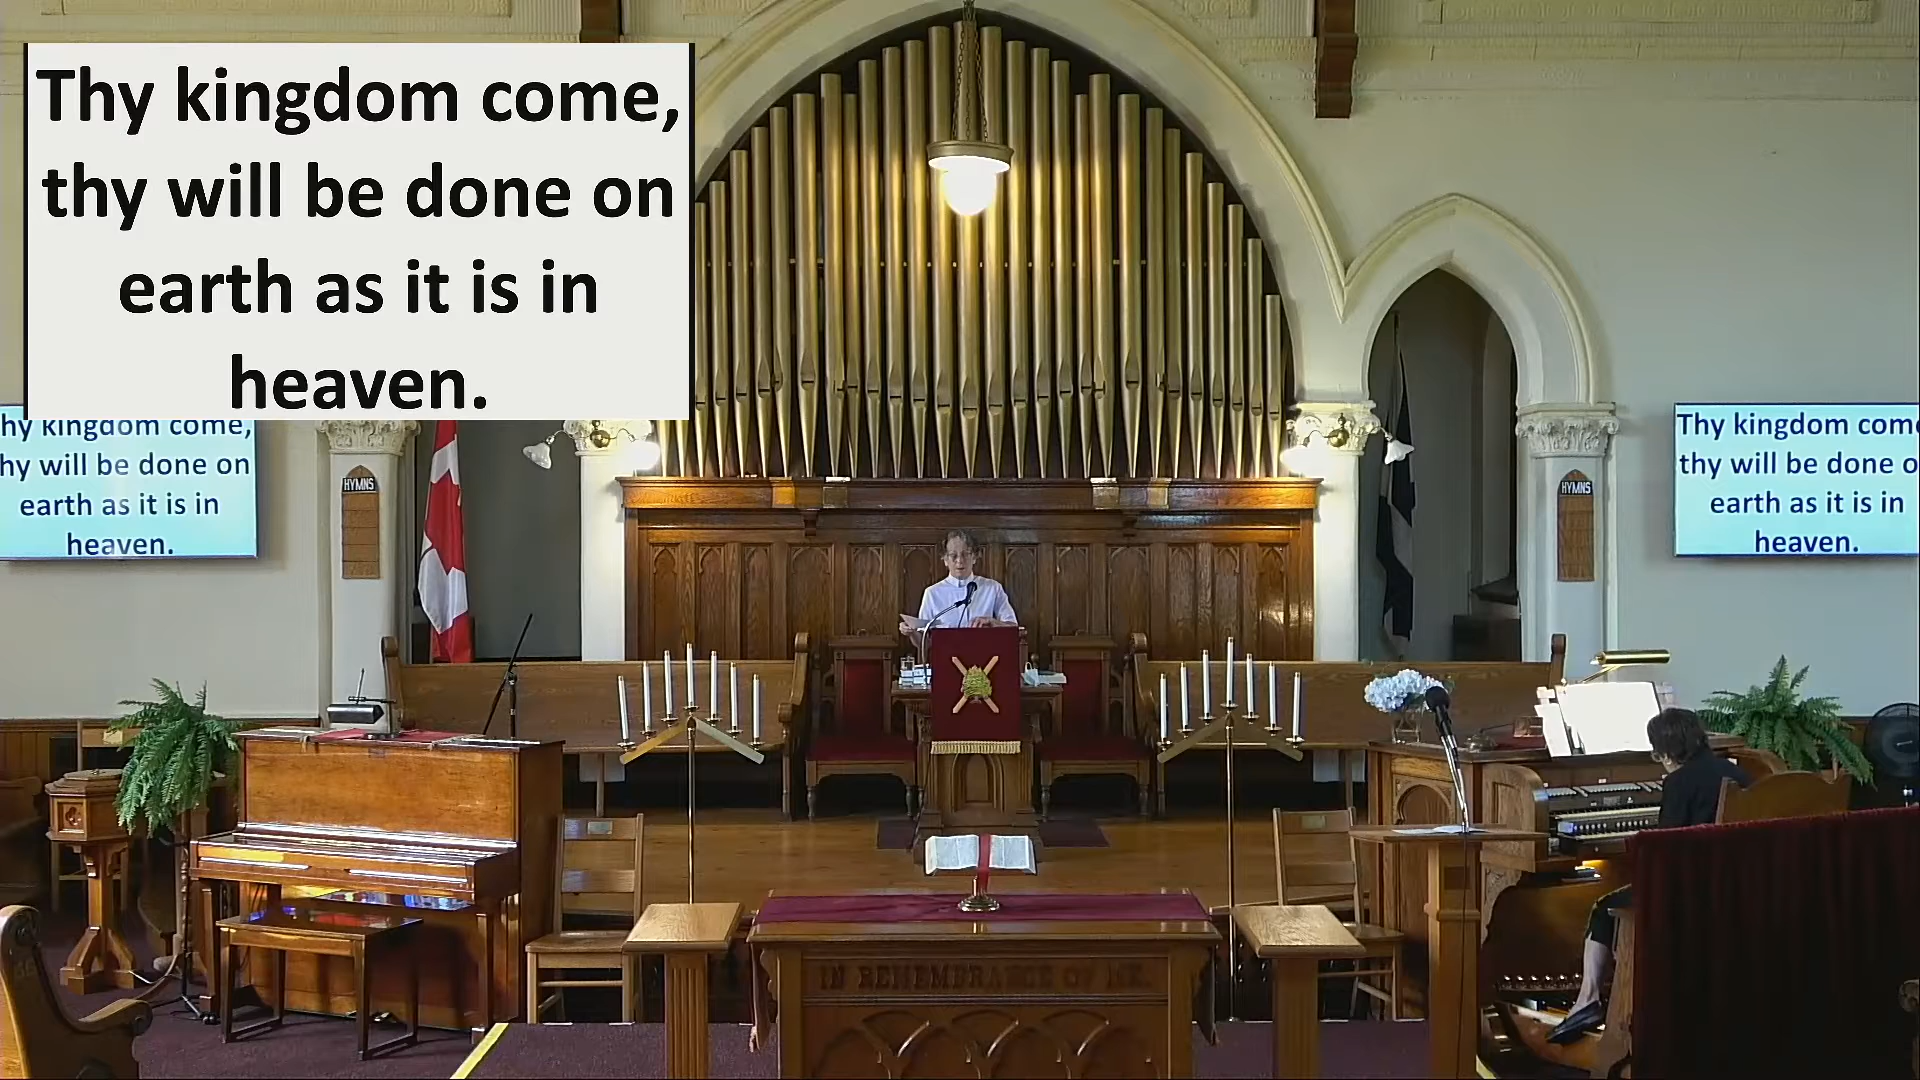 Thy kingdom come,
thy will be done on
earth as it is in
heaven.
hy kingdom come,
hy will be done on
earth as it is in
heaven.
HYMNS
HYMNS
Thy kingdom come
thy will be done o
earth as it is in
heaven.
IN REMEMBRANCE OF ME